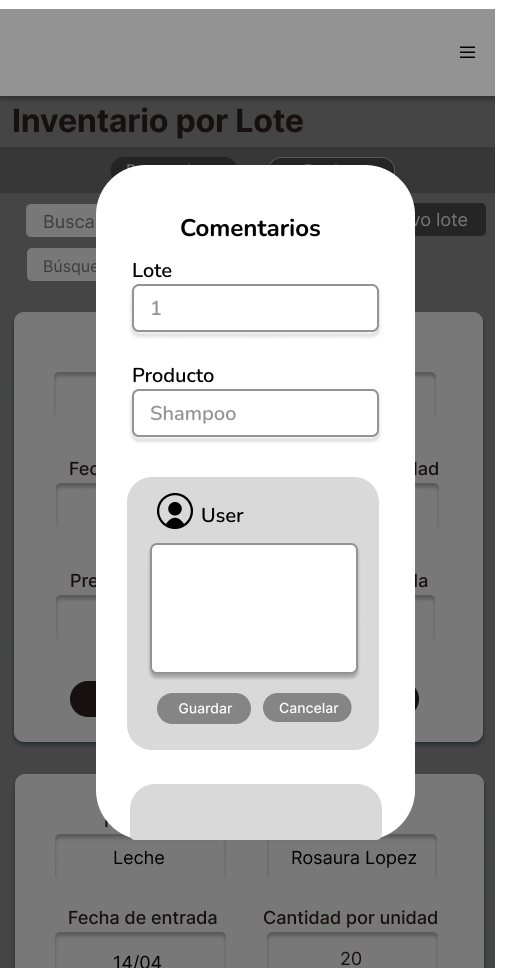 Inventario por Lote
Busca
vo lote
Búsque
Comentarios
Lote
1
Producto
Shampoo
Fec
dad
User
Pre
la
Guardar
Cancelar
Leche
Rosaura Lopez
Fecha de entrada
Cantidad por unidad
14/04
20